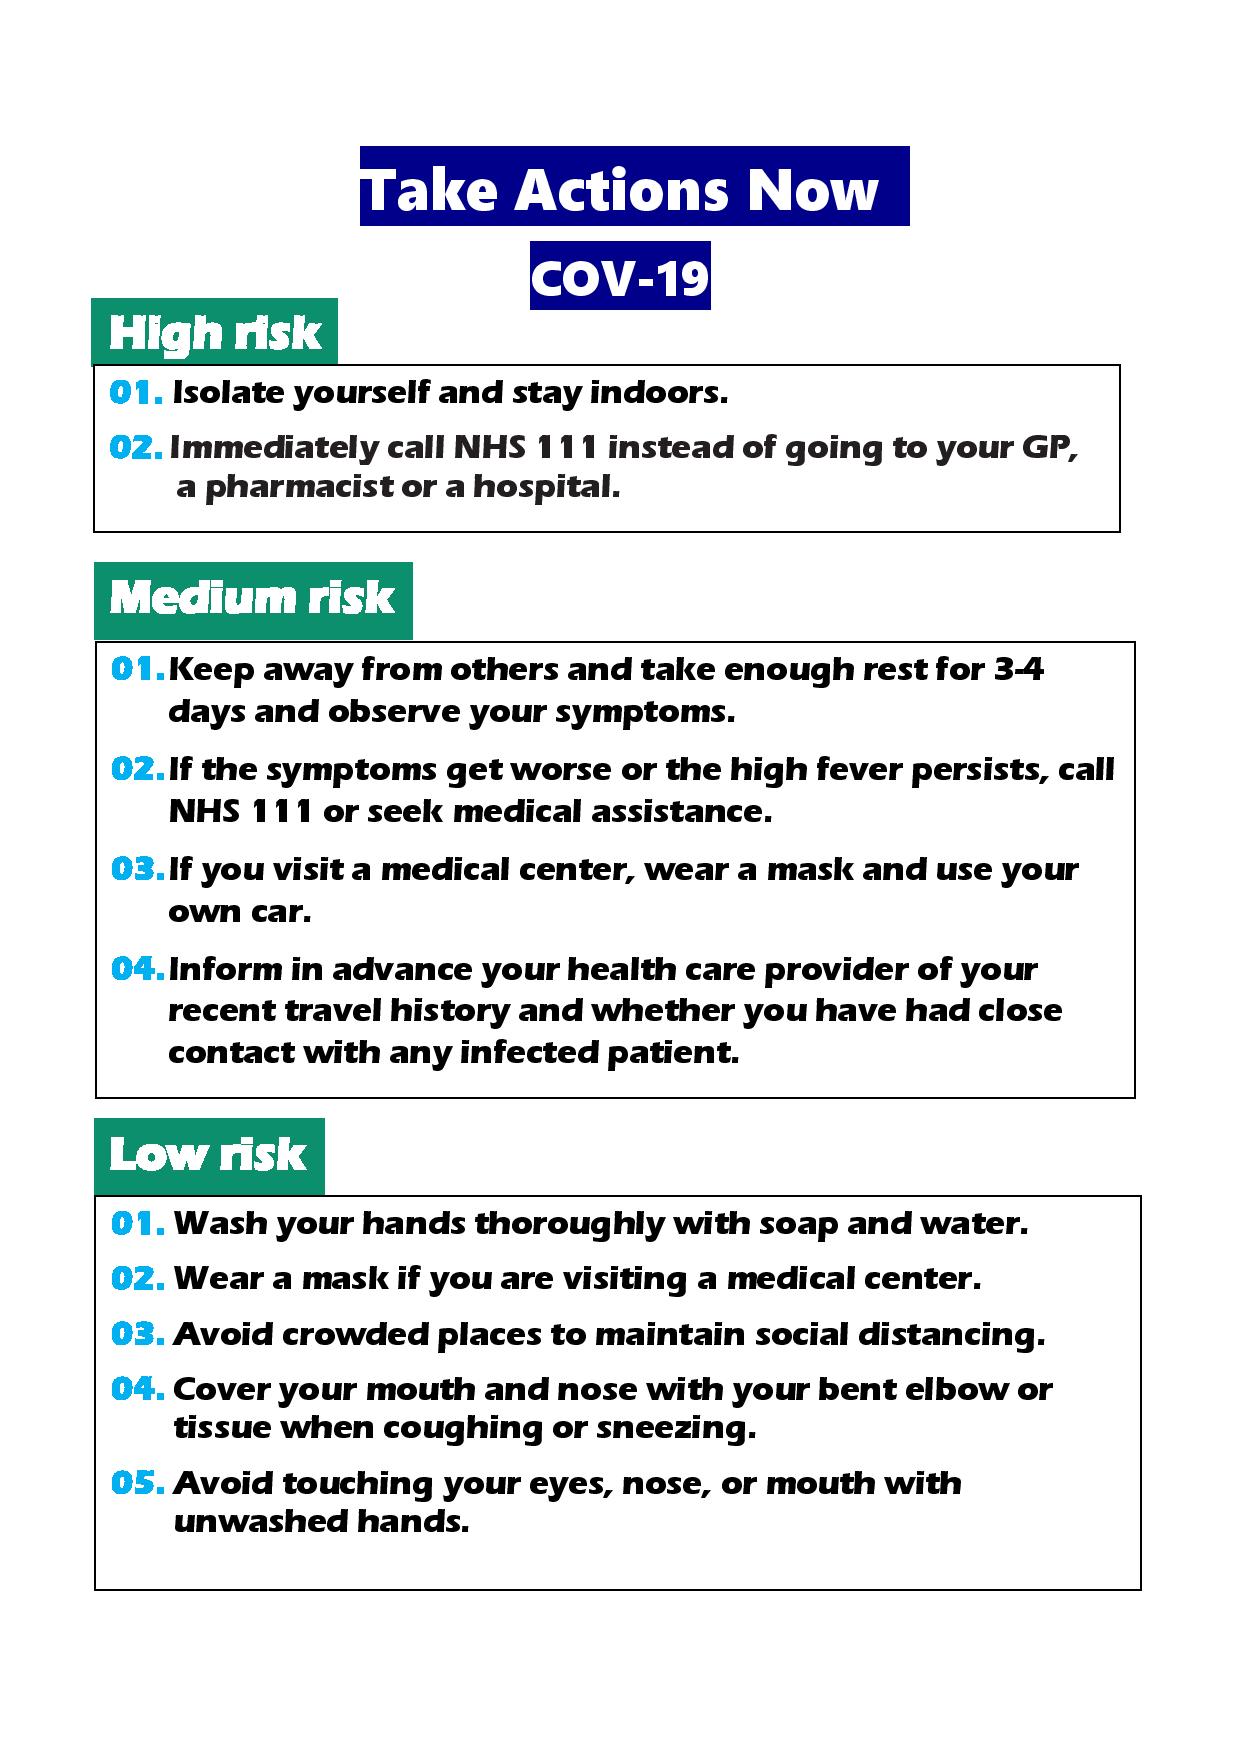 Take Actions Now
COV-19
High risk
01. Isolate yourself and stay indoors.
02. Immediately call NHS 111 instead of going to your GP,
a pharmacist or a hospital.
Medium risk
01. Keep away from others and take enough rest for 3-4
days and observe your symptoms.
02. If the symptoms get worse or the high fever persists, call
NHS 111 or seek medical assistance.
03. If you visit a medical center, wear a mask and use your
own car.
04. Inform in advance your health care provider of your
recent travel history and whether you have had close
contact with any infected patient.
Low risk
01. Wash your hands thoroughly with soap and water.
02. Wear a mask if you are visiting a medical center.
03. Avoid crowded places to maintain social distancing.
04. Cover your mouth and nose with your bent elbow or
tissue when coughing or sneezing.
05. Avoid touching your eyes, nose, or mouth with
unwashed hands.